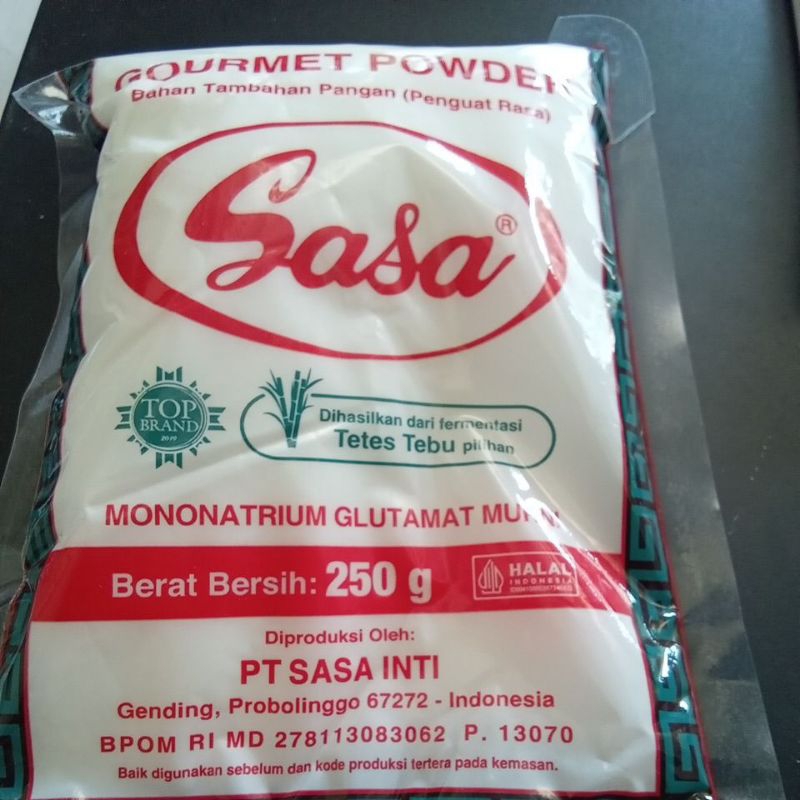 GOURMET POWDER
Bahan Tambahan Pangan (Penguat Rasa)
Sasa®
TOP
BRAND
2019
Dihasilkan dari fermentasi
Tetes Tebu pilihan
MONONATRIUM GLUTAMAT MURNI
Berat Bersih: 250 g
HALAL
INDONESIA
Diproduksi Oleh:
PT SASA INTI
Gending, Probolinggo 67272 - Indonesia
BPOM RI MD 278113083062 P. 13070
Baik digunakan sebelum dan kode produksi tertera pada kemasan.